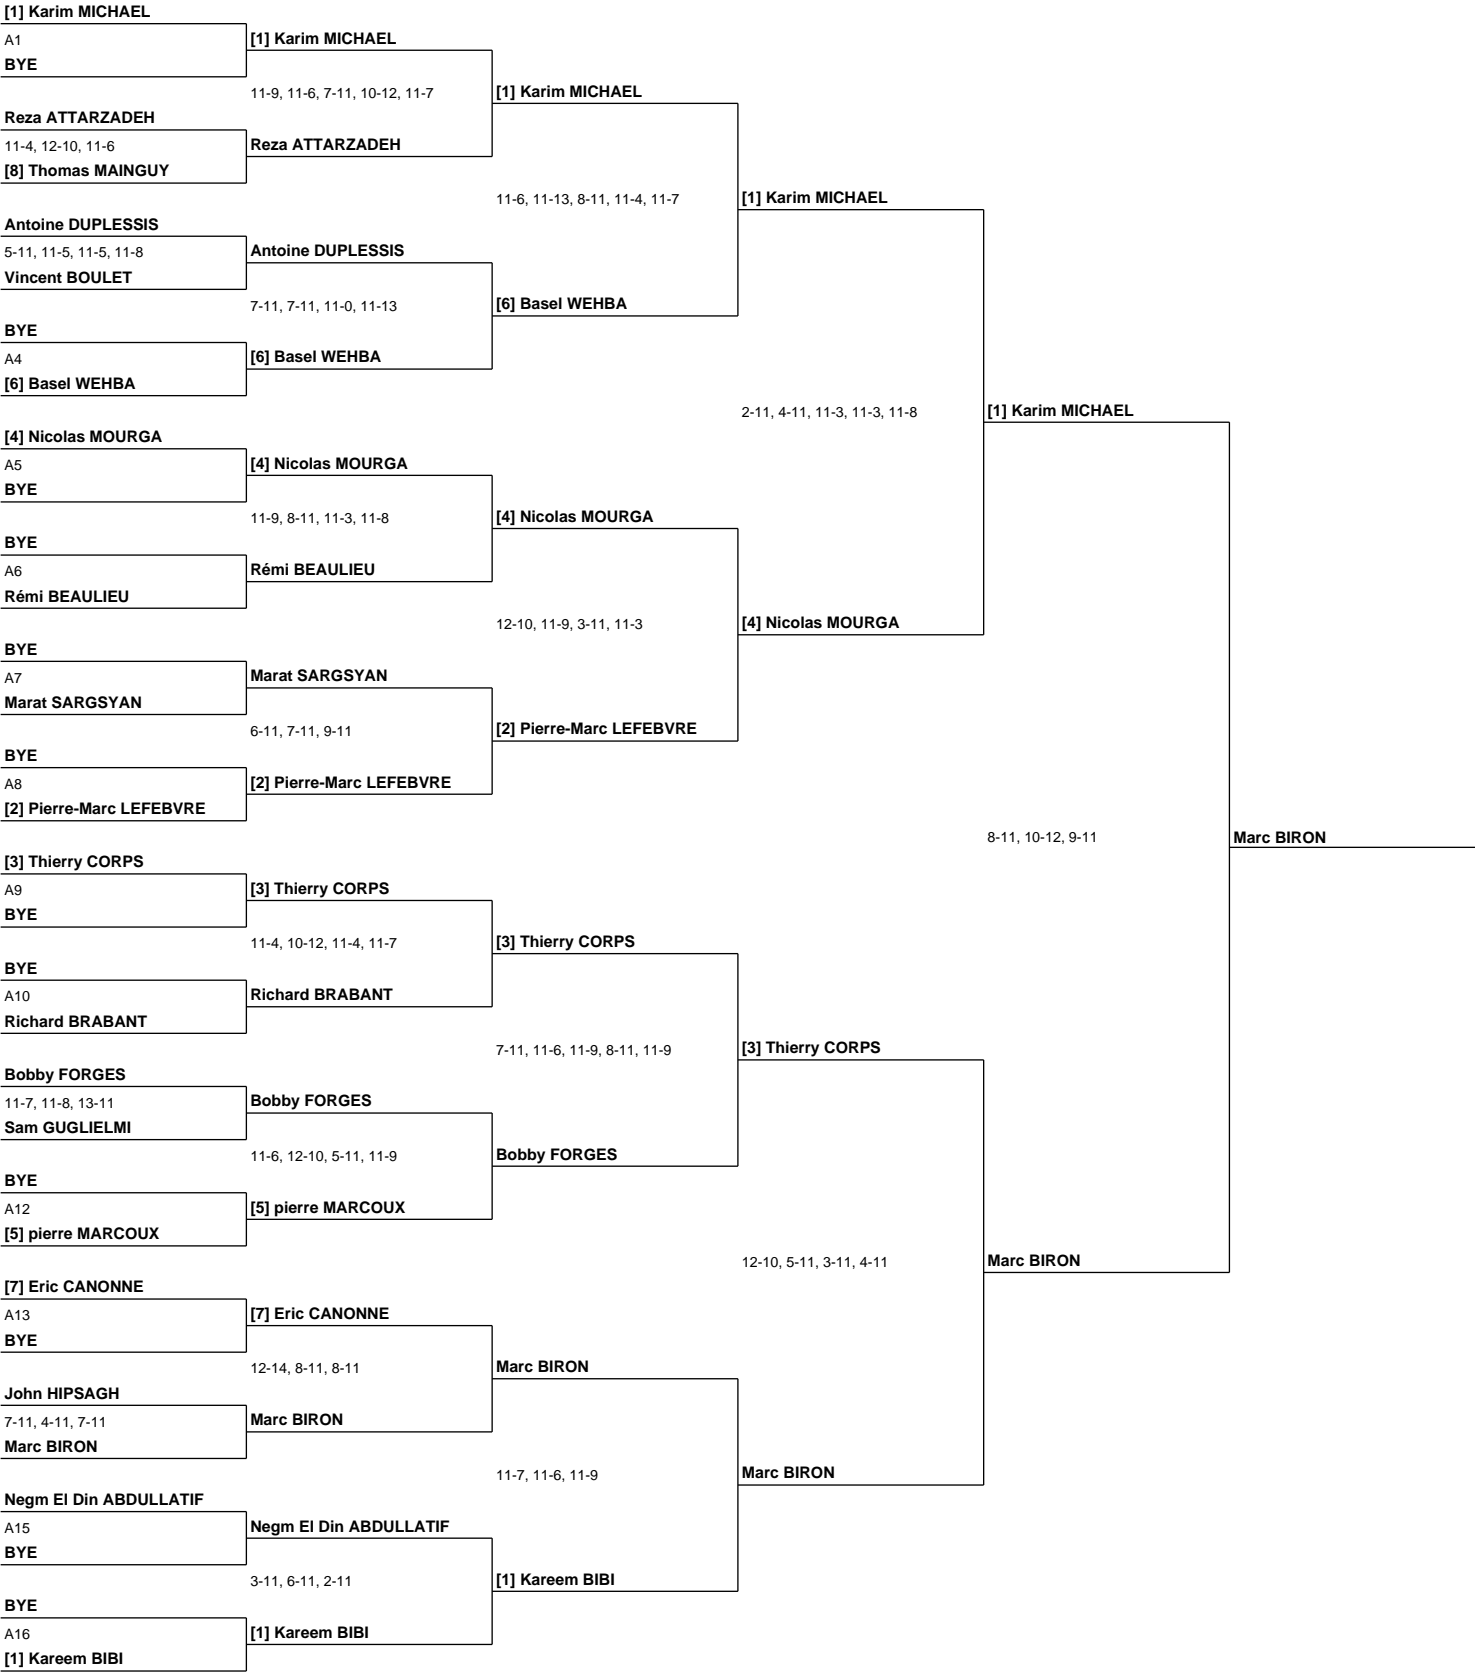 [1] Karim MICHAEL
A1
[1] Karim MICHAEL
BYE
11-9, 11-6, 7-11, 10-12, 11-7
[1] Karim MICHAEL
Reza ATTARZADEH
11-4, 12-10, 11-6
Reza ATTARZADEH
[8] Thomas MAINGUY
11-6, 11-13, 8-11, 11-4, 11-7
[1] Karim MICHAEL
Antoine DUPLESSIS
5-11, 11-5, 11-5, 11-8
Antoine DUPLESSIS
Vincent BOULET
7-11, 7-11, 11-0, 11-13
[6] Basel WEHBA
BYE
A4
[6] Basel WEHBA
[6] Basel WEHBA
2-11, 4-11, 11-3, 11-3, 11-8
[1] Karim MICHAEL
[4] Nicolas MOURGA
A5
[4] Nicolas MOURGA
BYE
11-9, 8-11, 11-3, 11-8
[4] Nicolas MOURGA
BYE
A6
Rémi BEAULIEU
Rémi BEAULIEU
12-10, 11-9, 3-11, 11-3
[4] Nicolas MOURGA
BYE
A7
Marat SARGSYAN
Marat SARGSYAN
6-11, 7-11, 9-11
[2] Pierre-Marc LEFEBVRE
BYE
A8
[2] Pierre-Marc LEFEBVRE
[2] Pierre-Marc LEFEBVRE
8-11, 10-12, 9-11
Marc BIRON
[3] Thierry CORPS
A9
[3] Thierry CORPS
BYE
11-4, 10-12, 11-4, 11-7
[3] Thierry CORPS
BYE
A10
Richard BRABANT
Richard BRABANT
7-11, 11-6, 11-9, 8-11, 11-9
[3] Thierry CORPS
Bobby FORGES
11-7, 11-8, 13-11
Bobby FORGES
Sam GUGLIELMI
11-6, 12-10, 5-11, 11-9
Bobby FORGES
BYE
A12
[5] pierre MARCOUX
[5] pierre MARCOUX
12-10, 5-11, 3-11, 4-11
Marc BIRON
[7] Eric CANONNE
A13
[7] Eric CANONNE
BYE
12-14, 8-11, 8-11
Marc BIRON
John HIPSAGH
7-11, 4-11, 7-11
Marc BIRON
Marc BIRON
11-7, 11-6, 11-9
Marc BIRON
Negm El Din ABDULLATIF
A15
Negm El Din ABDULLATIF
BYE
3-11, 6-11, 2-11
[1] Kareem BIBI
BYE
A16
[1] Kareem BIBI
[1] Kareem BIBI